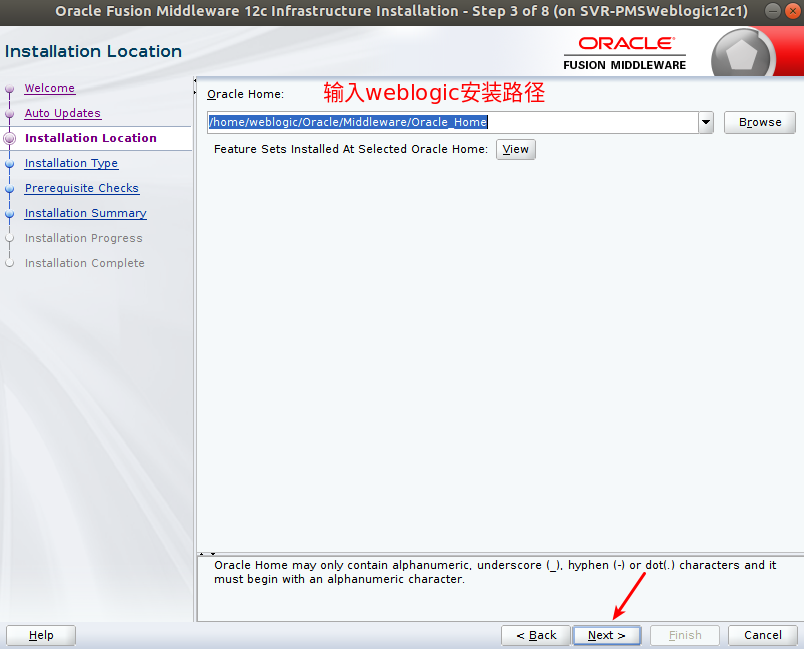 Oracle Fusion Middleware 12c Infrastructure Installation - Step 3 of 8 (on SVR-PMSWeblogic12c1)
Installation Location
ORACLE
FUSION MIDDLEWARE
Welcome
Auto Updates
Installation Location
Installation Type
Prerequisite Checks
Installation Summary
Installation Progress
Installation Complete
Oracle Home:
输入weblogic安装路径
/home/weblogic/Oracle/Middleware/Oracle_Home
Browse
Feature Sets Installed At Selected Oracle Home:
View
Oracle Home may only contain alphanumeric, underscore (_), hyphen (-) or dot(.) characters and it
must begin with an alphanumeric character.
Help
< Back
Next >
Finish
Cancel